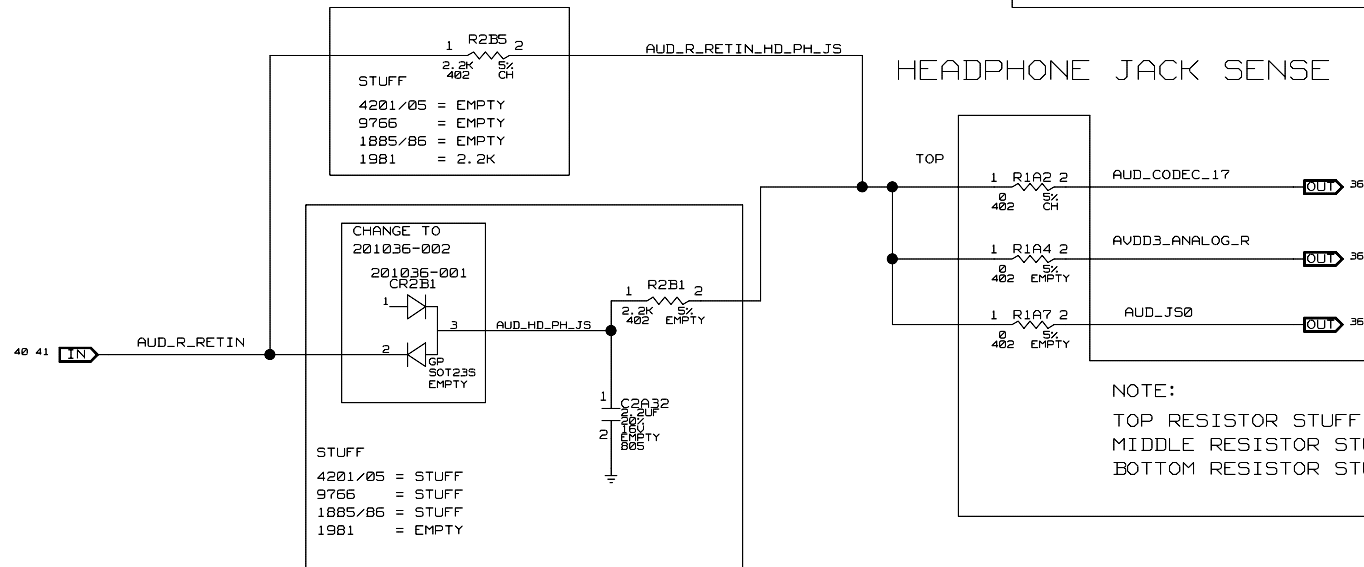 R2B5
1 2
2.2K 5%
402 CH
STUFF
4201/05 = EMPTY
9766 = EMPTY
1885/86 = EMPTY
1981 = 2.2K
AUD_R_RETIN_HD_PH_JS
HEADPHONE JACK SENSE
TOP
1 R1A2 2
0 5%
402 CH
AUD_CODEC_17
OUT 36
1 R1A4 2
0 5%
402 EMPTY
AVDD3_ANALOG_R
OUT 36
1 R1A7 2
0 5%
402 EMPTY
AUD_JS0
OUT 36
CHANGE TO
201036-002
201036-001
CR2B1
1
3
2
GP
SOT23S
EMPTY
AUD_HD_PH_JS
R2B1
1 2
2.2K 5%
402 EMPTY
40 41 IN
AUD_R_RETIN
1
C2A32
2.2UF
20%
16V
2
EMPTY
805
STUFF
4201/05 = STUFF
9766 = STUFF
1885/86 = STUFF
1981 = EMPTY
NOTE:
TOP RESISTOR STUFF
MIDDLE RESISTOR STU
BOTTOM RESISTOR STU